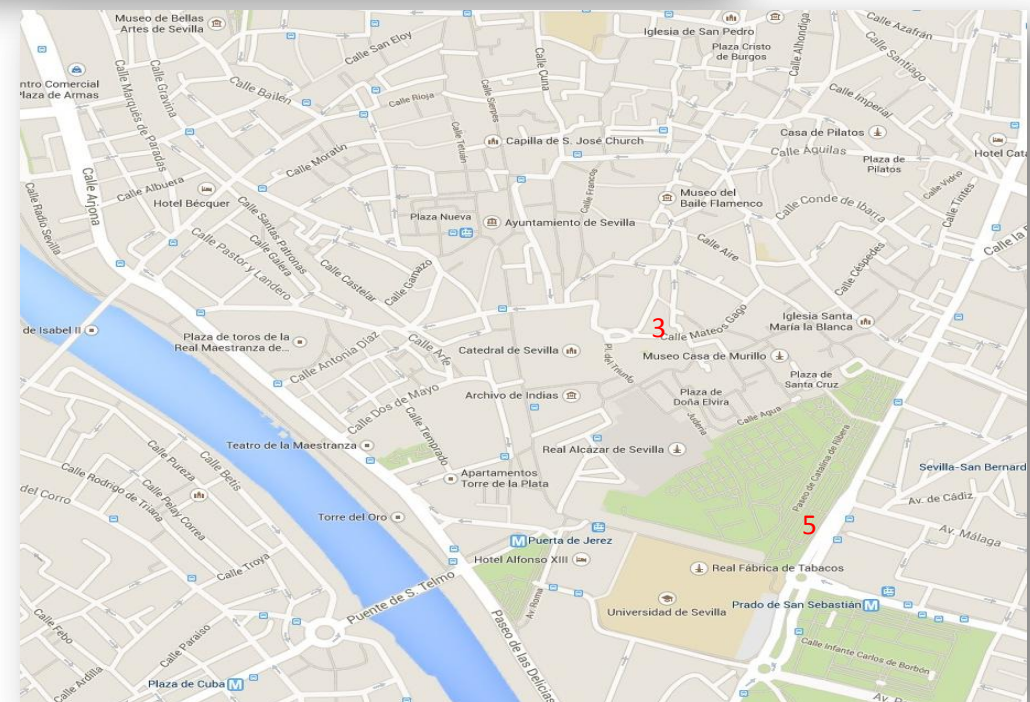 Museo de Bellas
Artes de Sevilla
Iglesia de San Pedro
Calle Alhóndiga
Calle Azafrán
Calle San Eloy
Plaza Cristo
de Burgos
Calle Santiago
Calle Cuna
ntro Comercial
Plaza de Armas
Calle Gravina
Calle Marqués de Paradas
Calle Bailén
Calle Rioja
Calle Sierpes
Calle Imperial
Calle Tetuán
Capilla de S. José Church
Casa de Pilatos
Calle Moratín
Calle Aguilas
Plaza de
Pilatos
Hotel Cata
Calle Arjona
Calle Radio Sevilla
Calle Albuera
Hotel Bécquer
Calle Francos
Museo del
Baile Flamenco
Calle Vidrio
Calle Tintes
Calle Conde de Ibarra
Plaza Nueva
Ayuntamiento de Sevilla
Calle Santas Patronas
Calle Galera
Calle Pastor y Landero
Calle Aire
Calle la
Calle Castelar
Calle Gamazo
Calle Céspedes
de Isabel II
Plaza de toros de la
Real Maestranza de...
Calle Antonia Díaz
Calle Arfe
3
Calle Mateos Gago
Iglesia Santa
María la Blanca
Catedral de Sevilla
Pl. del Triunfo
Museo Casa de Murillo
Plaza de
Santa Cruz
Calle Dos de Mayo
Archivo de Indias
Plaza de
Doña Elvira
Judería
Calle Agua
Calle Temprado
Teatro de la Maestranza
Real Alcázar de Sevilla
Paseo de Catalina de Ribera
Calle Pureza
Calle Betis
Apartamentos
Torre de la Plata
Sevilla-San Bernard
Calle Rodrigo de Triana
Calle Pelay Correa
del Corro
Av. de Cádiz
Torre del Oro
5
Av. Málaga
M Puerta de Jerez
Hotel Alfonso XIII
Real Fábrica de Tabacos
Calle Troya
Puente de S. Telmo
Av. Roma
Universidad de Sevilla
Prado de San Sebastián M
Calle Febo
Calle Paraíso
Paseo de las Delicias
Calle Infante Carlos de Borbón
Calle Ardilla
Plaza de Cuba M